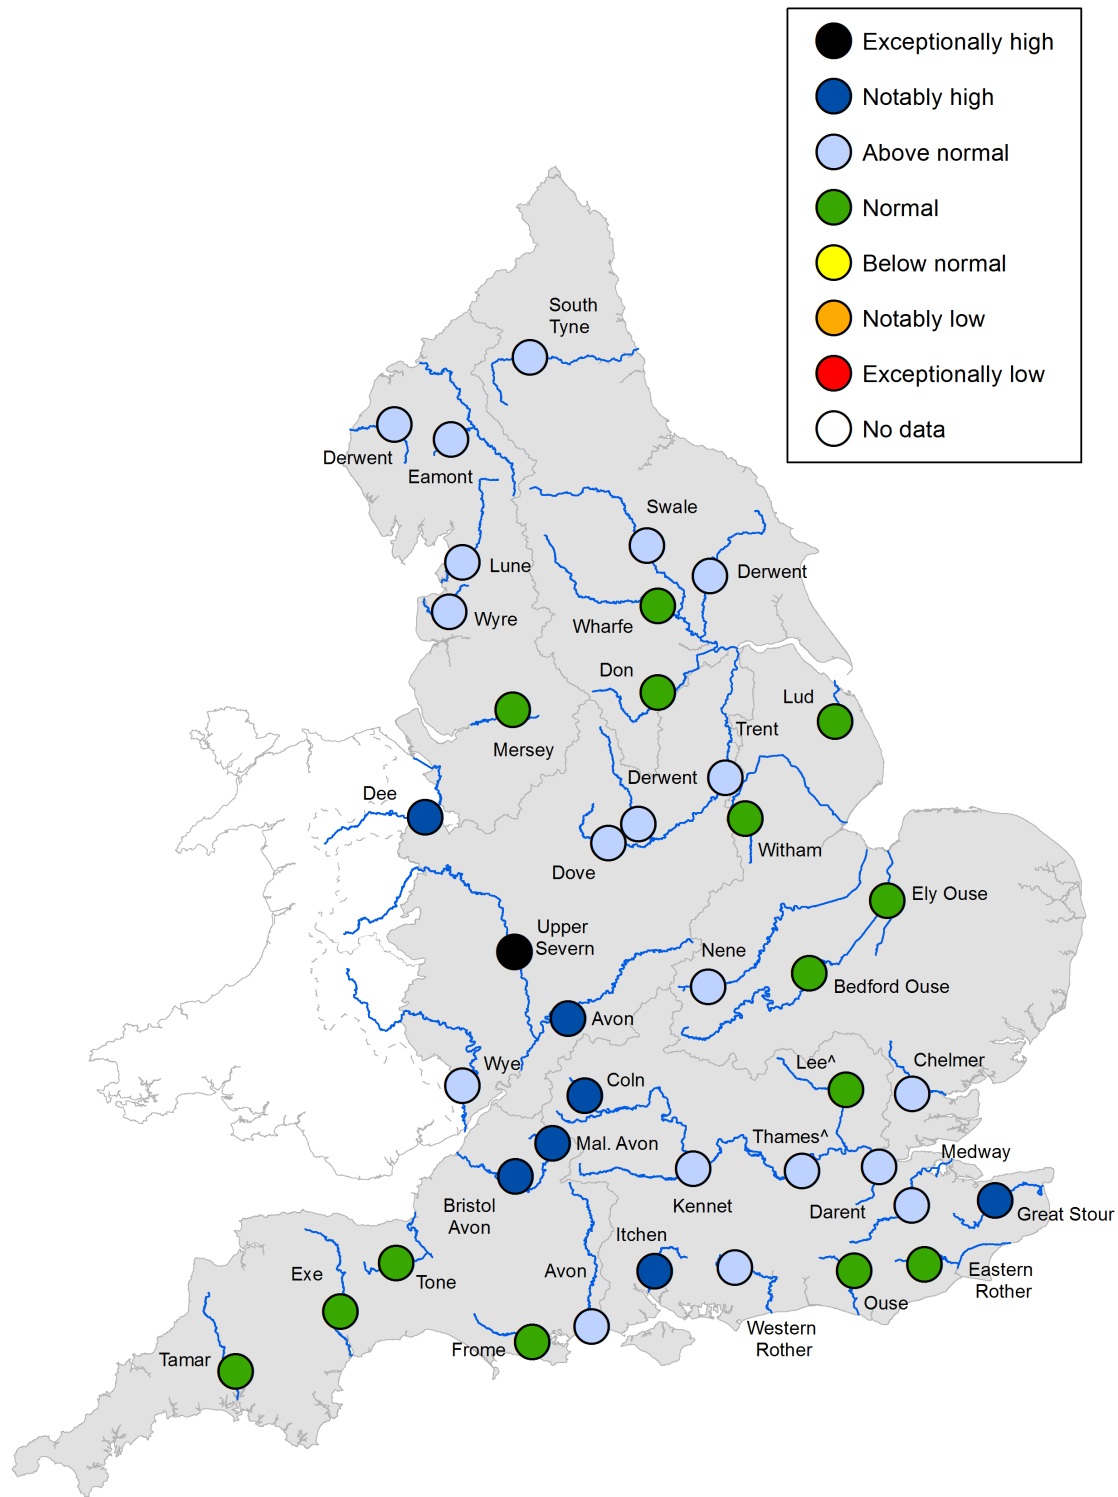 Exceptionally high
Notably high
Above normal
Normal
Below normal
Notably low
Exceptionally low
No data
South
Tyne
Derwent
Eamont
Swale
Lune
Derwent
Wyre
Wharfe
Don
Lud
Mersey
Trent
Derwent
Dee
Witham
Dove
Ely Ouse
Upper
Severn
Nene
Bedford Ouse
Avon
Wye
Lee^
Chelmer
Coln
Thames^
Mal. Avon
Medway
Kennet
Bristol
Avon
Darent
Great Stour
Itchen
Exe
Tone
Avon
Eastern
Rother
Ouse
Western
Rother
Frome
Tamar